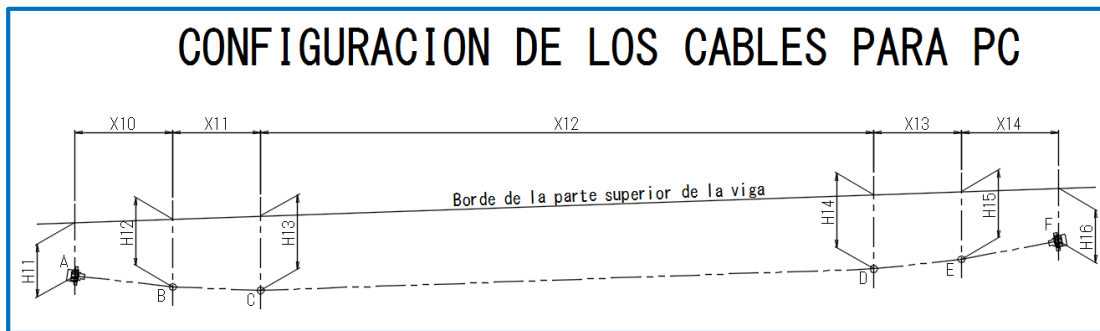 CONFIGURACION DE LOS CABLES PARA PC
X10 X11 X12 X13 X14
Borde de la parte superior de la viga
H11 H12 H13 H14 H15 H16
A B C D E F